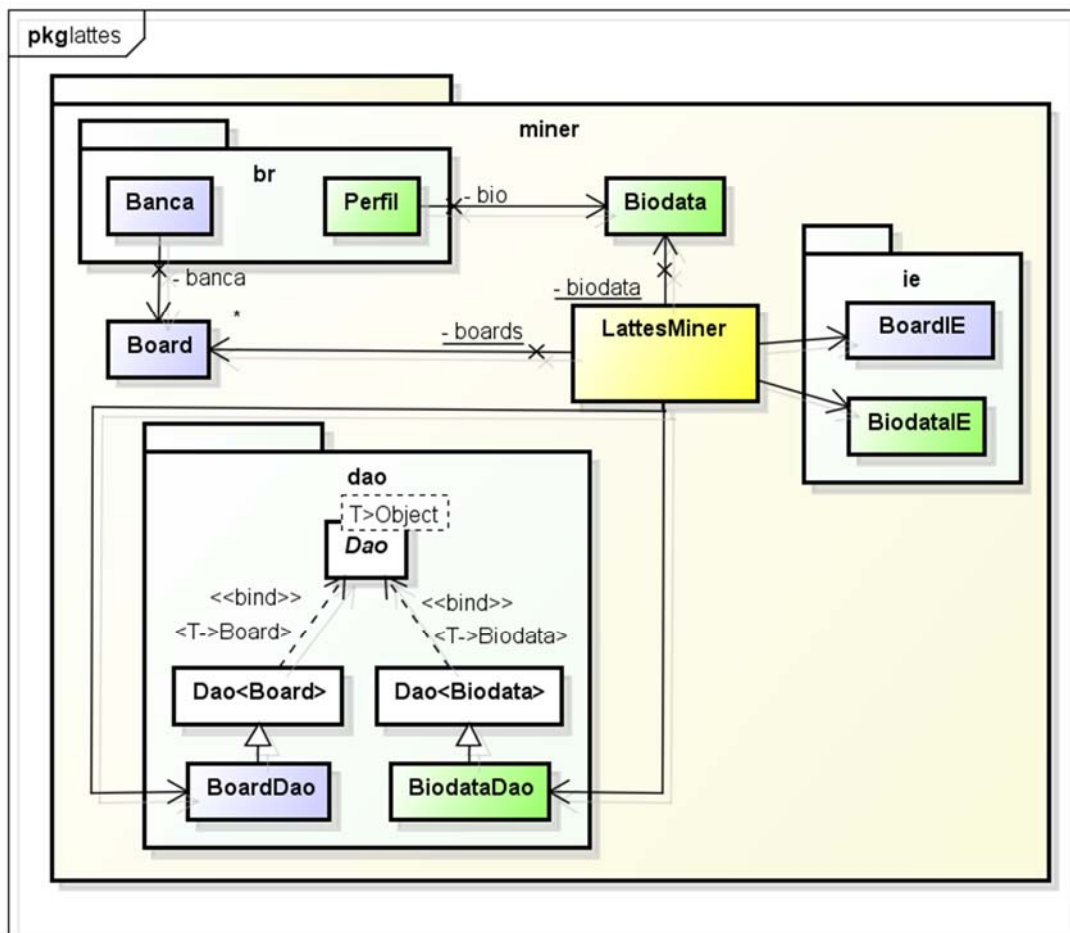 pkglattes
miner
br
Banca
Perfil
- bio
Biodata
- banca
ie
- biodata
*
- boards
LattesMiner
BoardIE
Board
BiodataIE
dao
T>Object
Dao
<<bind>>
<<bind>>
<T->Board>
<T->Biodata>
Dao<Board>
Dao<Biodata>
BoardDao
BiodataDao